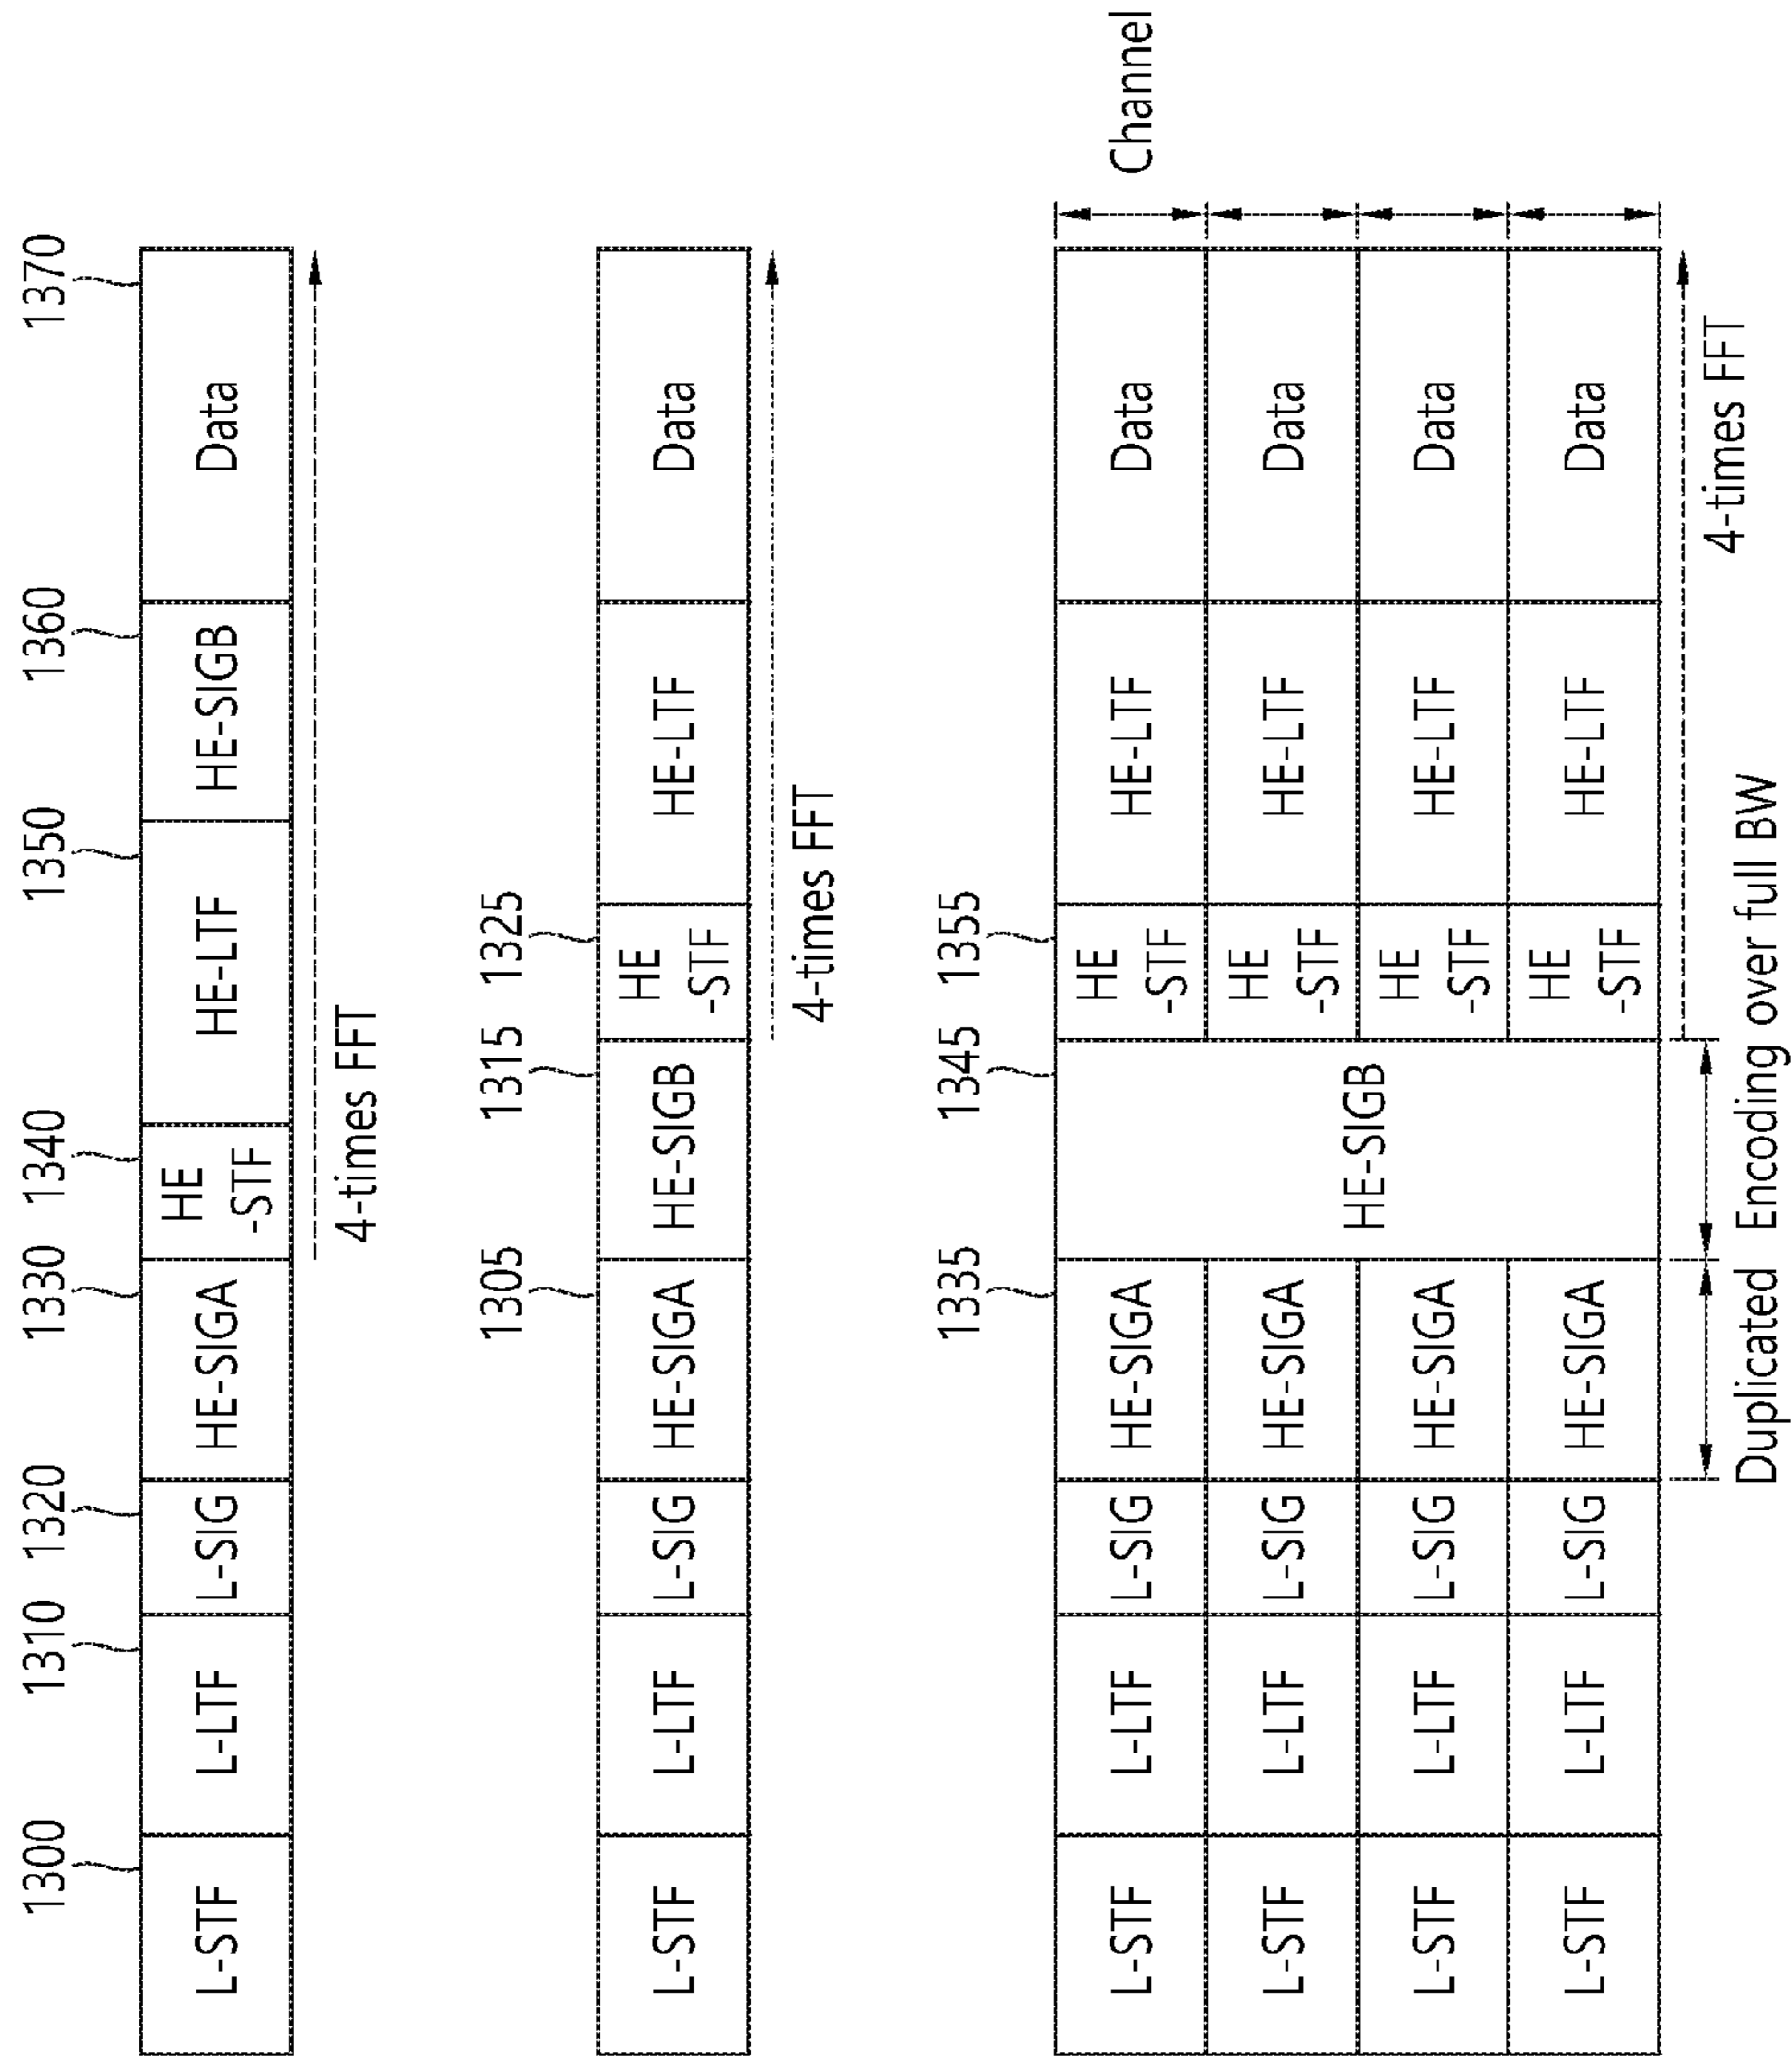 1300 1310 1320 1330 1340 1350 1360 1370
L-STF L-LTF L-SIG HE-SIGA HE
-STF HE-LTF HE-SIGB Data
4-times FFT
1305 1315 1325
L-STF L-LTF L-SIG HE-SIGA HE-SIGB HE
-STF HE-LTF Data
4-times FFT
1335 1345 1355
Channel
L-STF L-LTF L-SIG HE-SIGA HE
-STF HE-LTF Data
L-STF L-LTF L-SIG HE-SIGA HE
-STF HE-LTF Data
HE-SIGB
L-STF L-LTF L-SIG HE-SIGA HE
-STF HE-LTF Data
L-STF L-LTF L-SIG HE-SIGA HE
-STF HE-LTF Data
4-times FFT
Duplicated Encoding over full BW